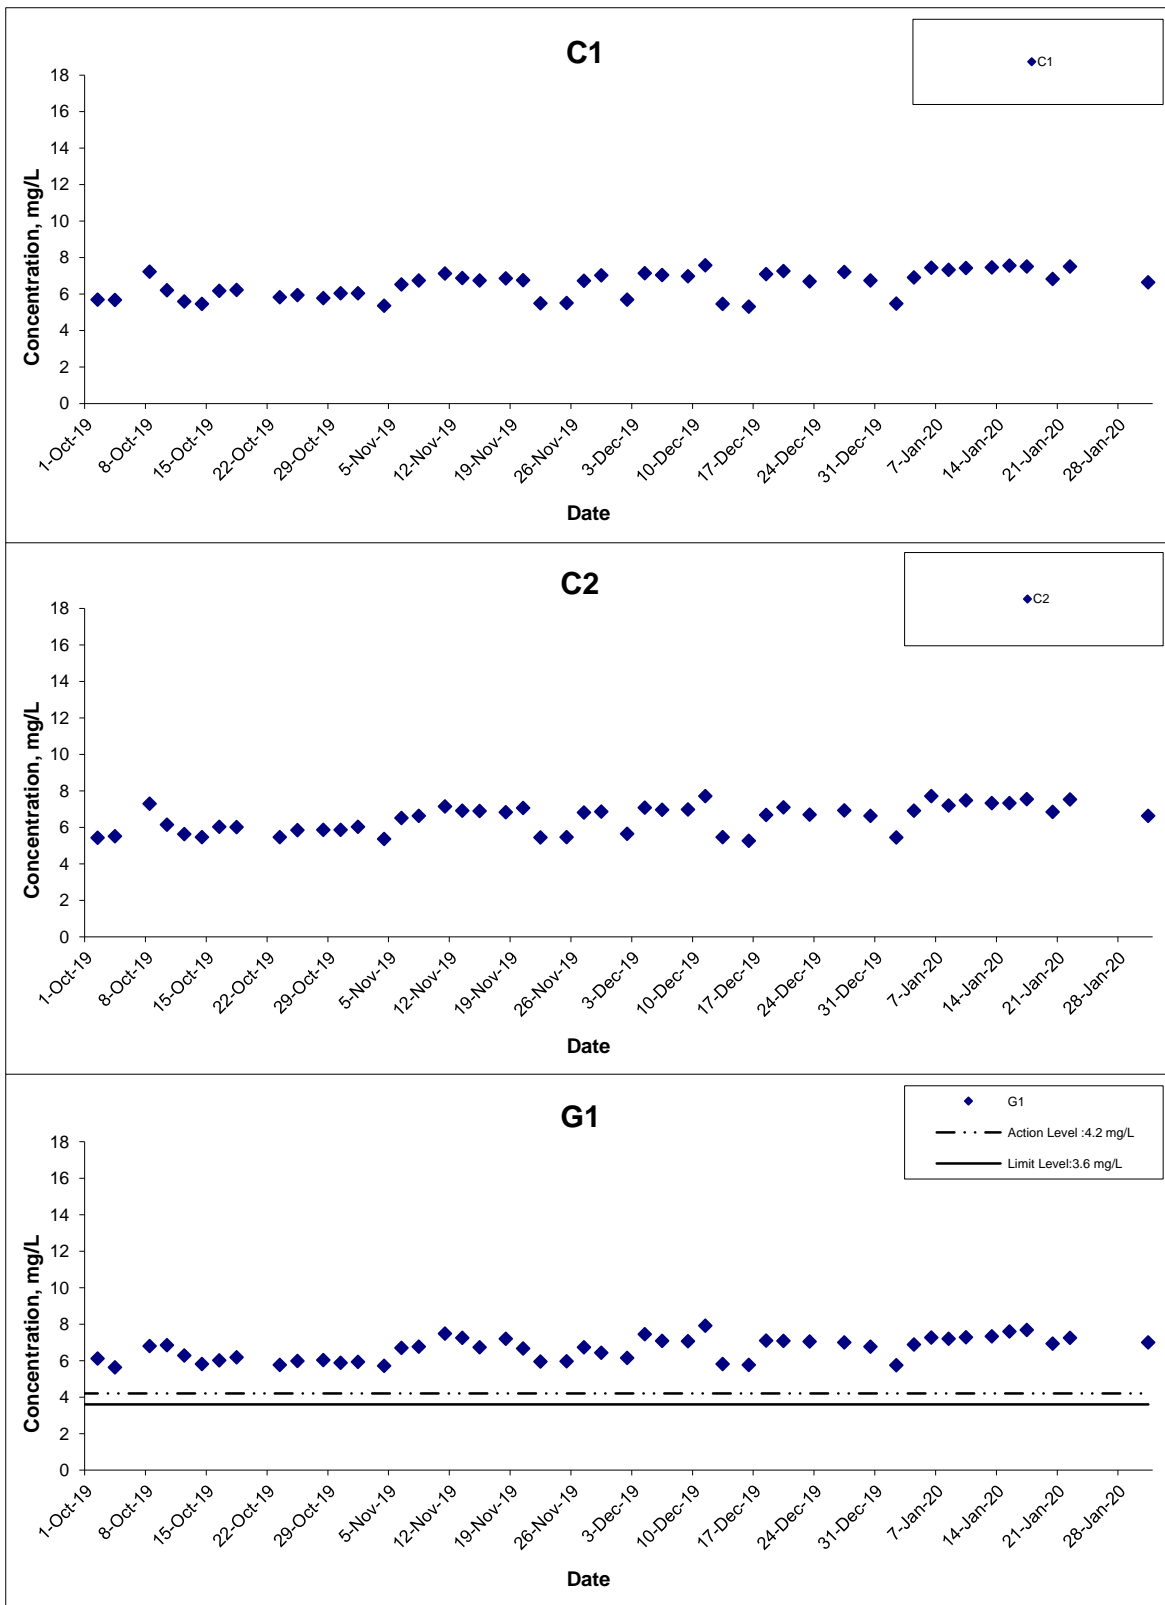 C1
C1
18
16
14
12
10
8
6
4
2
0
Concentration, mg/L
1-Oct-19
8-Oct-19
15-Oct-19
22-Oct-19
29-Oct-19
5-Nov-19
12-Nov-19
19-Nov-19
26-Nov-19
3-Dec-19
10-Dec-19
17-Dec-19
24-Dec-19
31-Dec-19
7-Jan-20
14-Jan-20
21-Jan-20
28-Jan-20
Date
C2
C2
18
16
14
12
10
8
6
4
2
0
Concentration, mg/L
1-Oct-19
8-Oct-19
15-Oct-19
22-Oct-19
29-Oct-19
5-Nov-19
12-Nov-19
19-Nov-19
26-Nov-19
3-Dec-19
10-Dec-19
17-Dec-19
24-Dec-19
31-Dec-19
7-Jan-20
14-Jan-20
21-Jan-20
28-Jan-20
Date
G1
G1
Action Level :4.2 mg/L
Limit Level:3.6 mg/L
18
16
14
12
10
8
6
4
2
0
Concentration, mg/L
1-Oct-19
8-Oct-19
15-Oct-19
22-Oct-19
29-Oct-19
5-Nov-19
12-Nov-19
19-Nov-19
26-Nov-19
3-Dec-19
10-Dec-19
17-Dec-19
24-Dec-19
31-Dec-19
7-Jan-20
14-Jan-20
21-Jan-20
28-Jan-20
Date